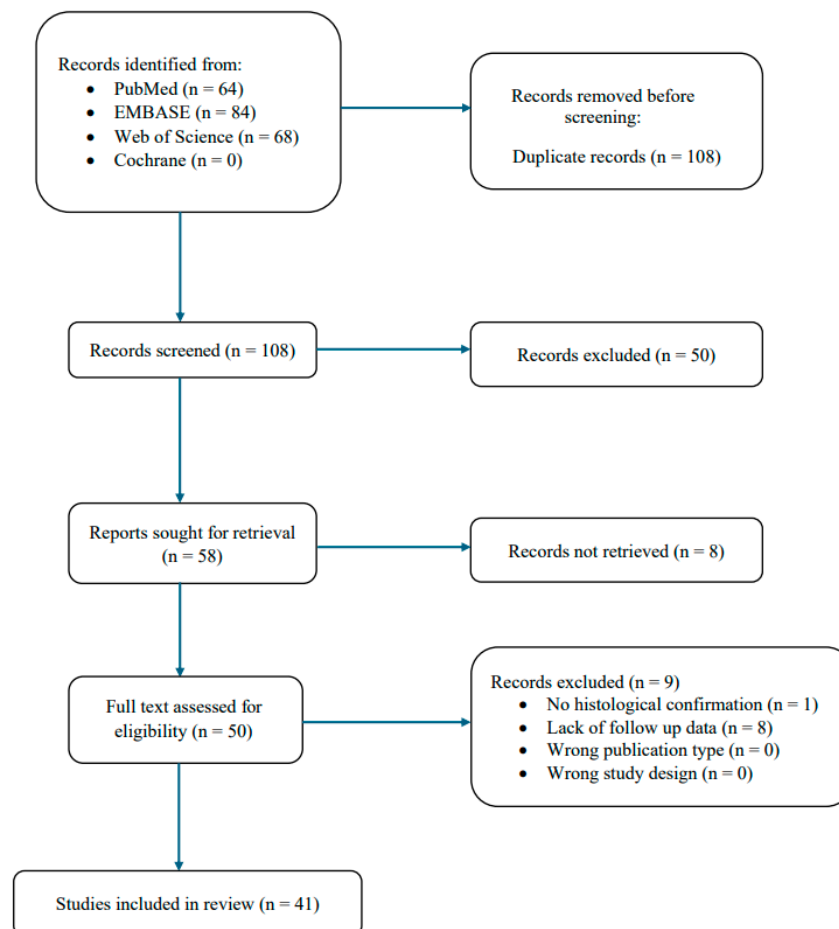 Records identified from:
• PubMed (n = 64)
• EMBASE (n = 84)
• Web of Science (n = 68)
• Cochrane (n = 0)
Records removed before
screening:
Duplicate records (n = 108)
Records screened (n = 108)
Records excluded (n = 50)
Reports sought for retrieval
(n = 58)
Records not retrieved (n = 8)
Full text assessed for
eligibility (n = 50)
Records excluded (n = 9)
• No histological confirmation (n = 1)
• Lack of follow up data (n = 8)
• Wrong publication type (n = 0)
• Wrong study design (n = 0)
Studies included in review (n = 41)